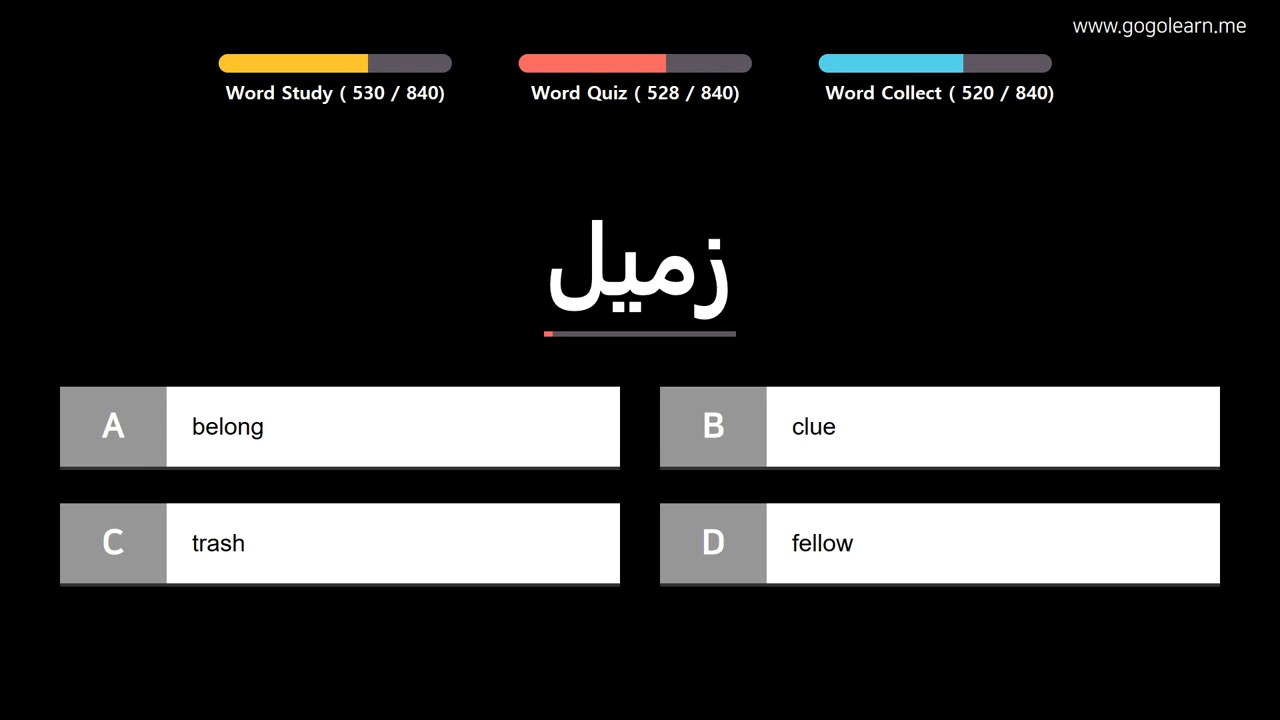 www.gogolearn.me
Word Study ( 530 / 840)
Word Quiz ( 528 / 840)
Word Collect ( 520 / 840)
زميل
A belong
B clue
C trash
D fellow